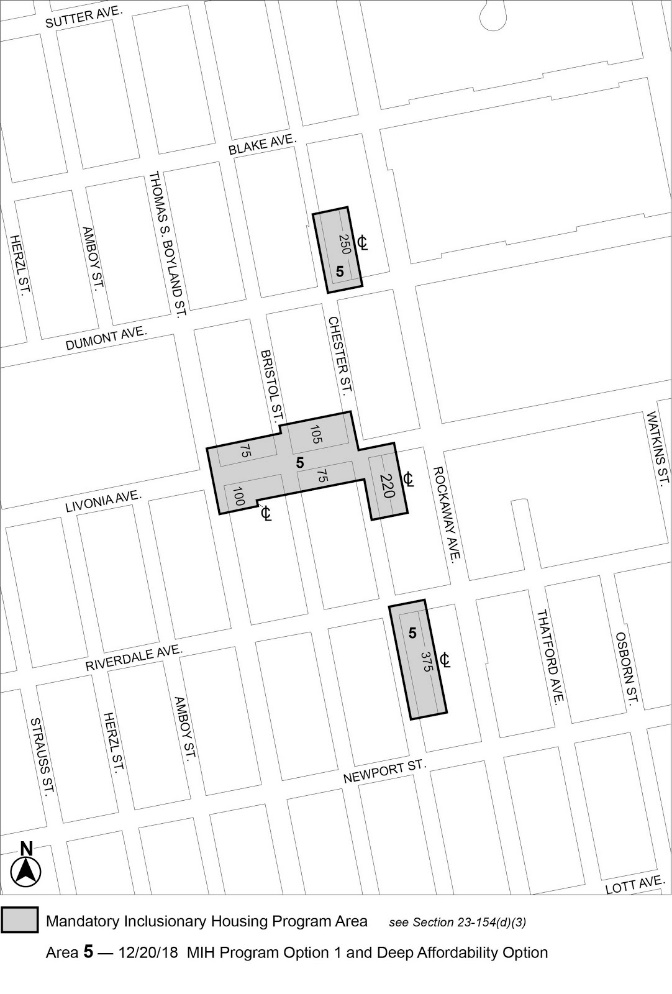 SUTTER AVE.
BLAKE AVE.
THOMAS S. BOYLAND ST.
HERZL ST.
AMBOY ST.
250
℄
5
DUMONT AVE.
CHESTER ST.
BRISTOL ST.
75
105
5
WATKINS ST.
75
100
220
℄
℄
LIVONIA AVE.
ROCKAWAY AVE.
5
375
℄
RIVERDALE AVE.
THATFORD AVE.
OSBORN ST.
STRAUSS ST.
HERZL ST.
AMBOY ST.
NEWPORT ST.
N
LOTT AVE.
Mandatory Inclusionary Housing Program Area see Section 23-154(d)(3)
Area 5 — 12/20/18 MIH Program Option 1 and Deep Affordability Option